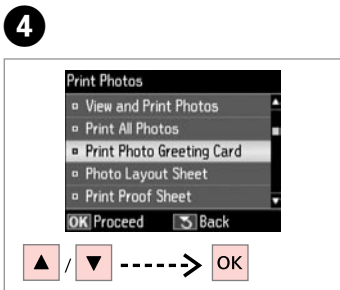 4
Print Photos
View and Print Photos
Print All Photos
Print Photo Greeting Card
Photo Layout Sheet
Print Proof Sheet
OK Proceed Back
/ OK